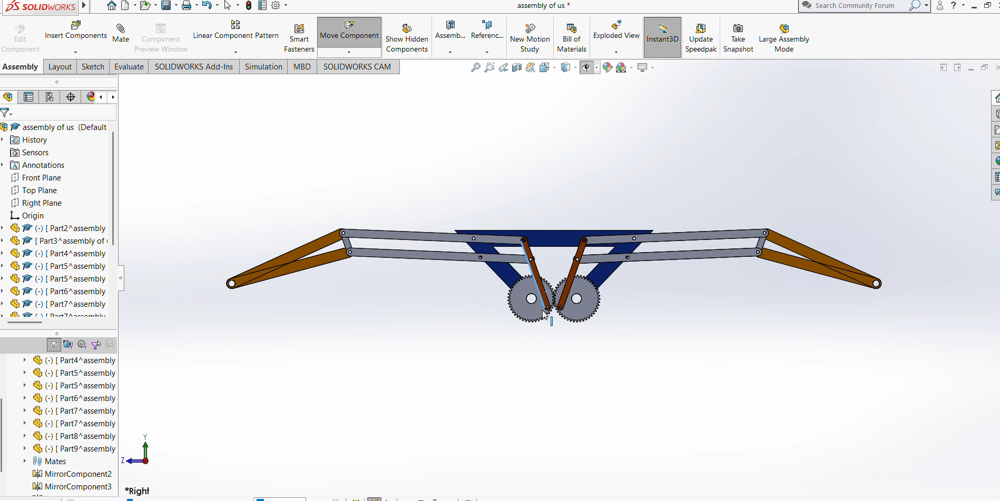 SOLIDWORKS
assembly of us *
Search Community Forum
?
Edit Component
Insert Components
Mate
Component Preview Window
Linear Component Pattern
Smart Fasteners
Move Component
Show Hidden Components
Assemb...
Referenc...
New Motion Study
Bill of Materials
Exploded View
Instant3D
Update Speedpak
Take Snapshot
Large Assembly Mode
Assembly
Layout
Sketch
Evaluate
SOLIDWORKS Add-Ins
Simulation
MBD
SOLIDWORKS CAM
assembly of us (Default
History
Sensors
Annotations
Front Plane
Top Plane
Right Plane
Origin
(-) [ Part2^assembly
[ Part3^assembly of
(-) [ Part4^assembly
(-) [ Part5^assembly
(-) [ Part5^assembly
(-) [ Part6^assembly
(-) [ Part7^assembly
(-) [ Part7^assembly
(-) [ Part4^assembly
(-) [ Part5^assembly
(-) [ Part5^assembly
(-) [ Part6^assembly
(-) [ Part7^assembly
(-) [ Part7^assembly
(-) [ Part8^assembly
(-) [ Part9^assembly
Mates
MirrorComponent2
MirrorComponent3
Y
Z
*Right